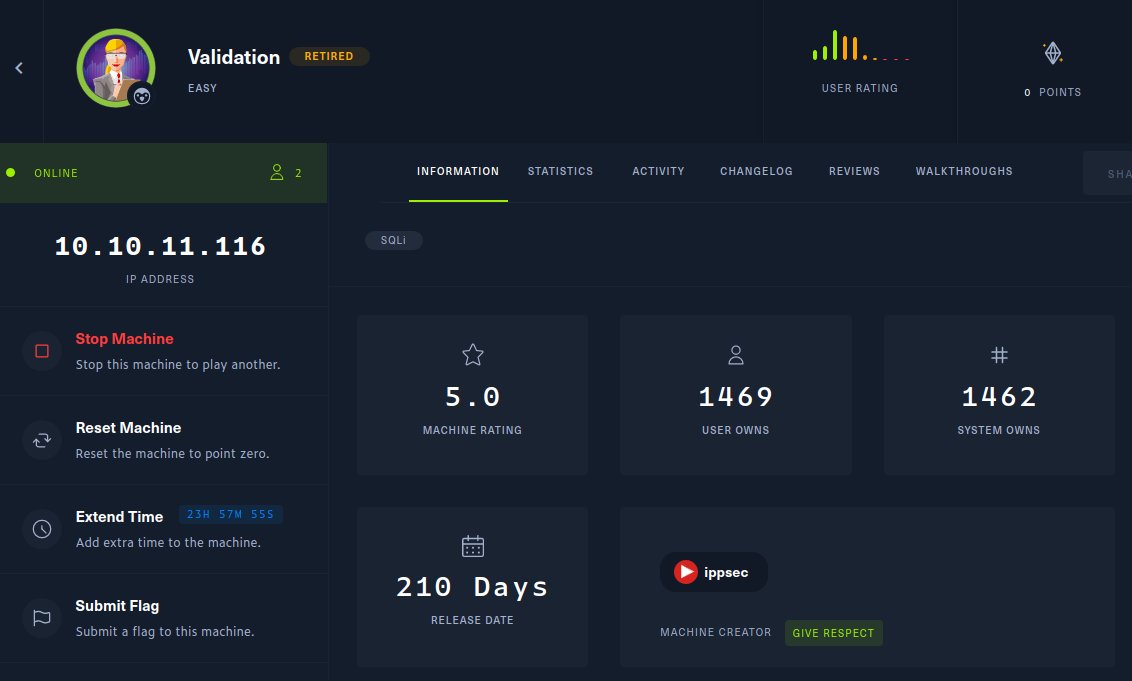 Validation RETIRED
EASY
USER RATING
0 POINTS
ONLINE 2
INFORMATION STATISTICS ACTIVITY CHANGELOG REVIEWS WALKTHROUGHS SHA
10.10.11.116
IP ADDRESS
SQLi
Stop Machine
Stop this machine to play another.
Reset Machine
Reset the machine to point zero.
Extend Time 23H 57M 55S
Add extra time to the machine.
Submit Flag
Submit a flag to this machine.
5.0
MACHINE RATING
1469
USER OWNS
1462
SYSTEM OWNS
210 Days
RELEASE DATE
ippsec
MACHINE CREATOR GIVE RESPECT